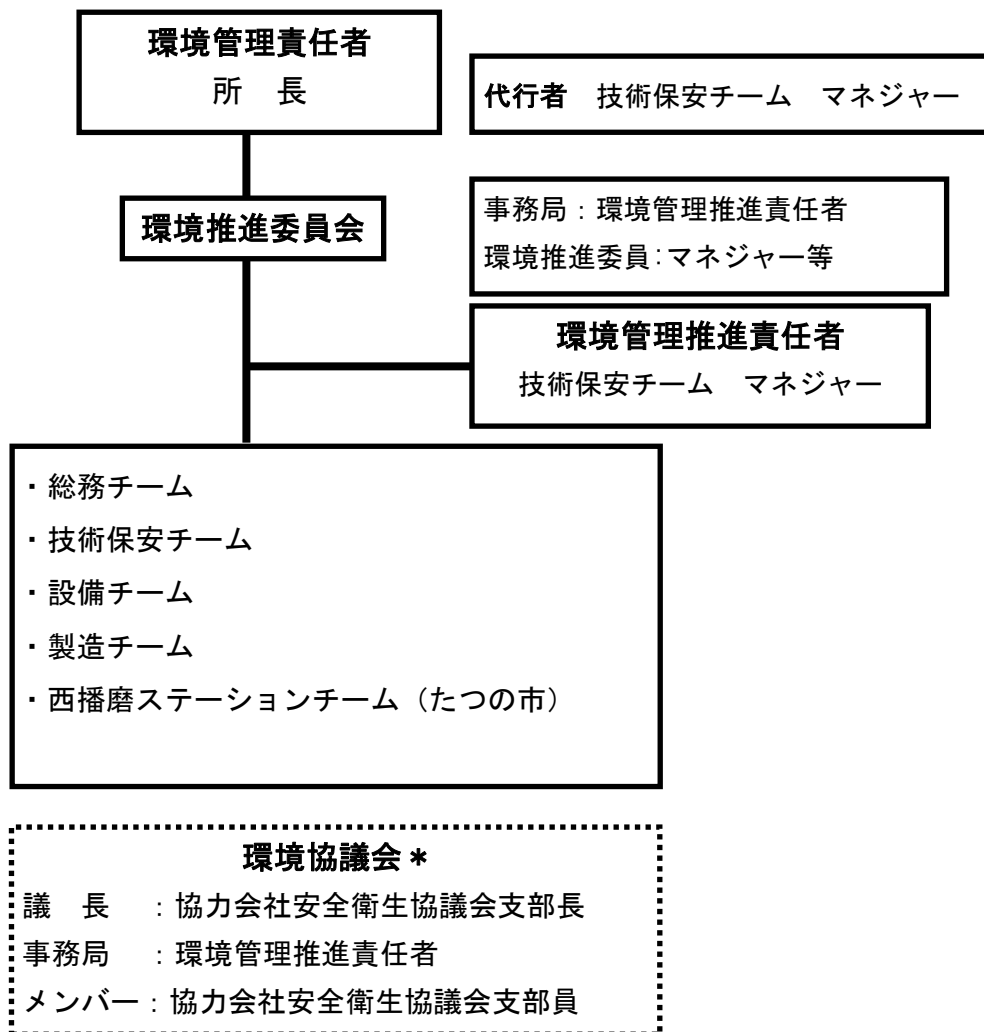 環境管理責任者
所　長
代行者　技術保安チーム　マネジャー
環境推進委員会
事務局：環境管理推進責任者
環境推進委員：マネジャー等
環境管理推進責任者
技術保安チーム　マネジャー
・総務チーム
・技術保安チーム
・設備チーム
・製造チーム
・西播磨ステーションチーム（たつの市）
環境協議会＊
議　長　：協力会社安全衛生協議会支部長
事務局　：環境管理推進責任者
メンバー：協力会社安全衛生協議会支部員